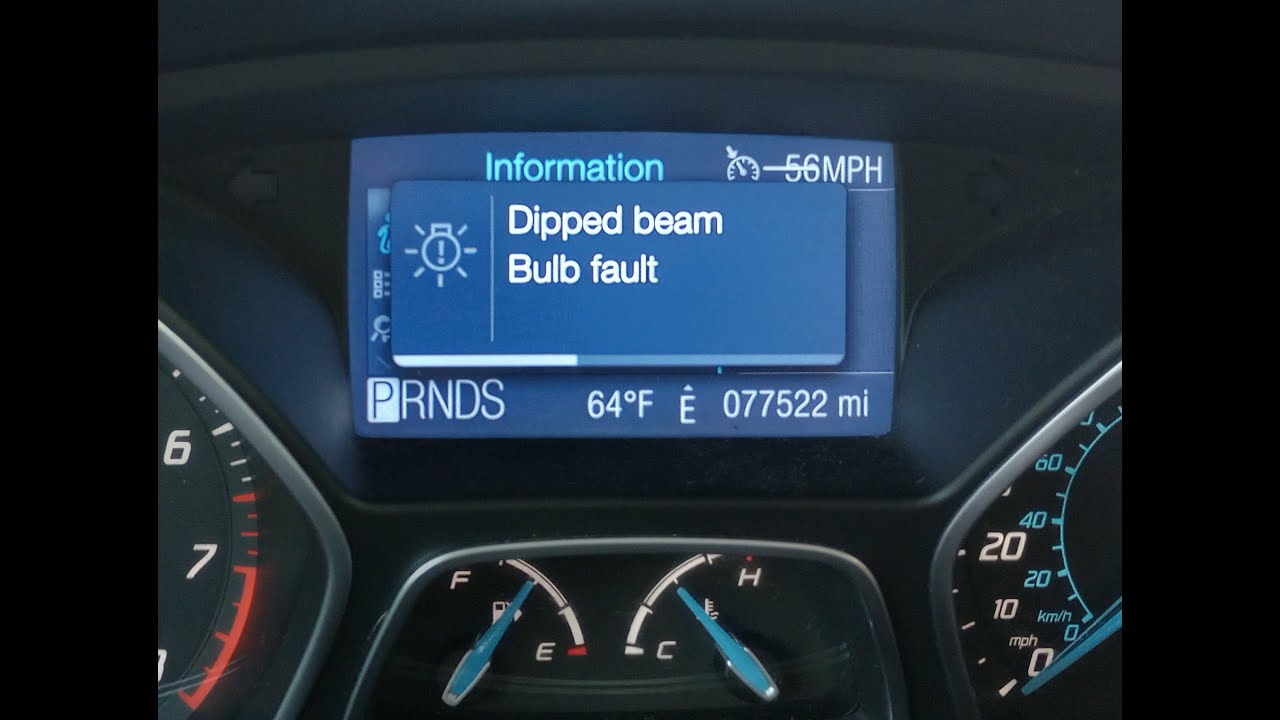 Information
56MPH
Dipped beam
Bulb fault
PRNDS
64°F
E
077522 mi
6
7
8
F
E
C
H
60
40
20
20
10
km/h
0
mph
0